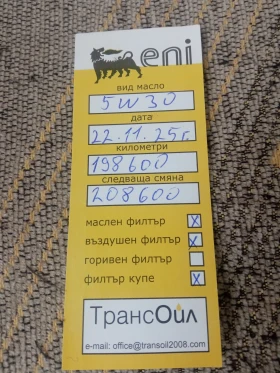 eni
вид масло
5W30
дата
22.11.25г
километри
198600
следваща смяна
208600
маслен филтър X
въздушен филтър X
горивен филтър
филтър купе X
ТрансОйл
e-mail: office@transoil2008.com